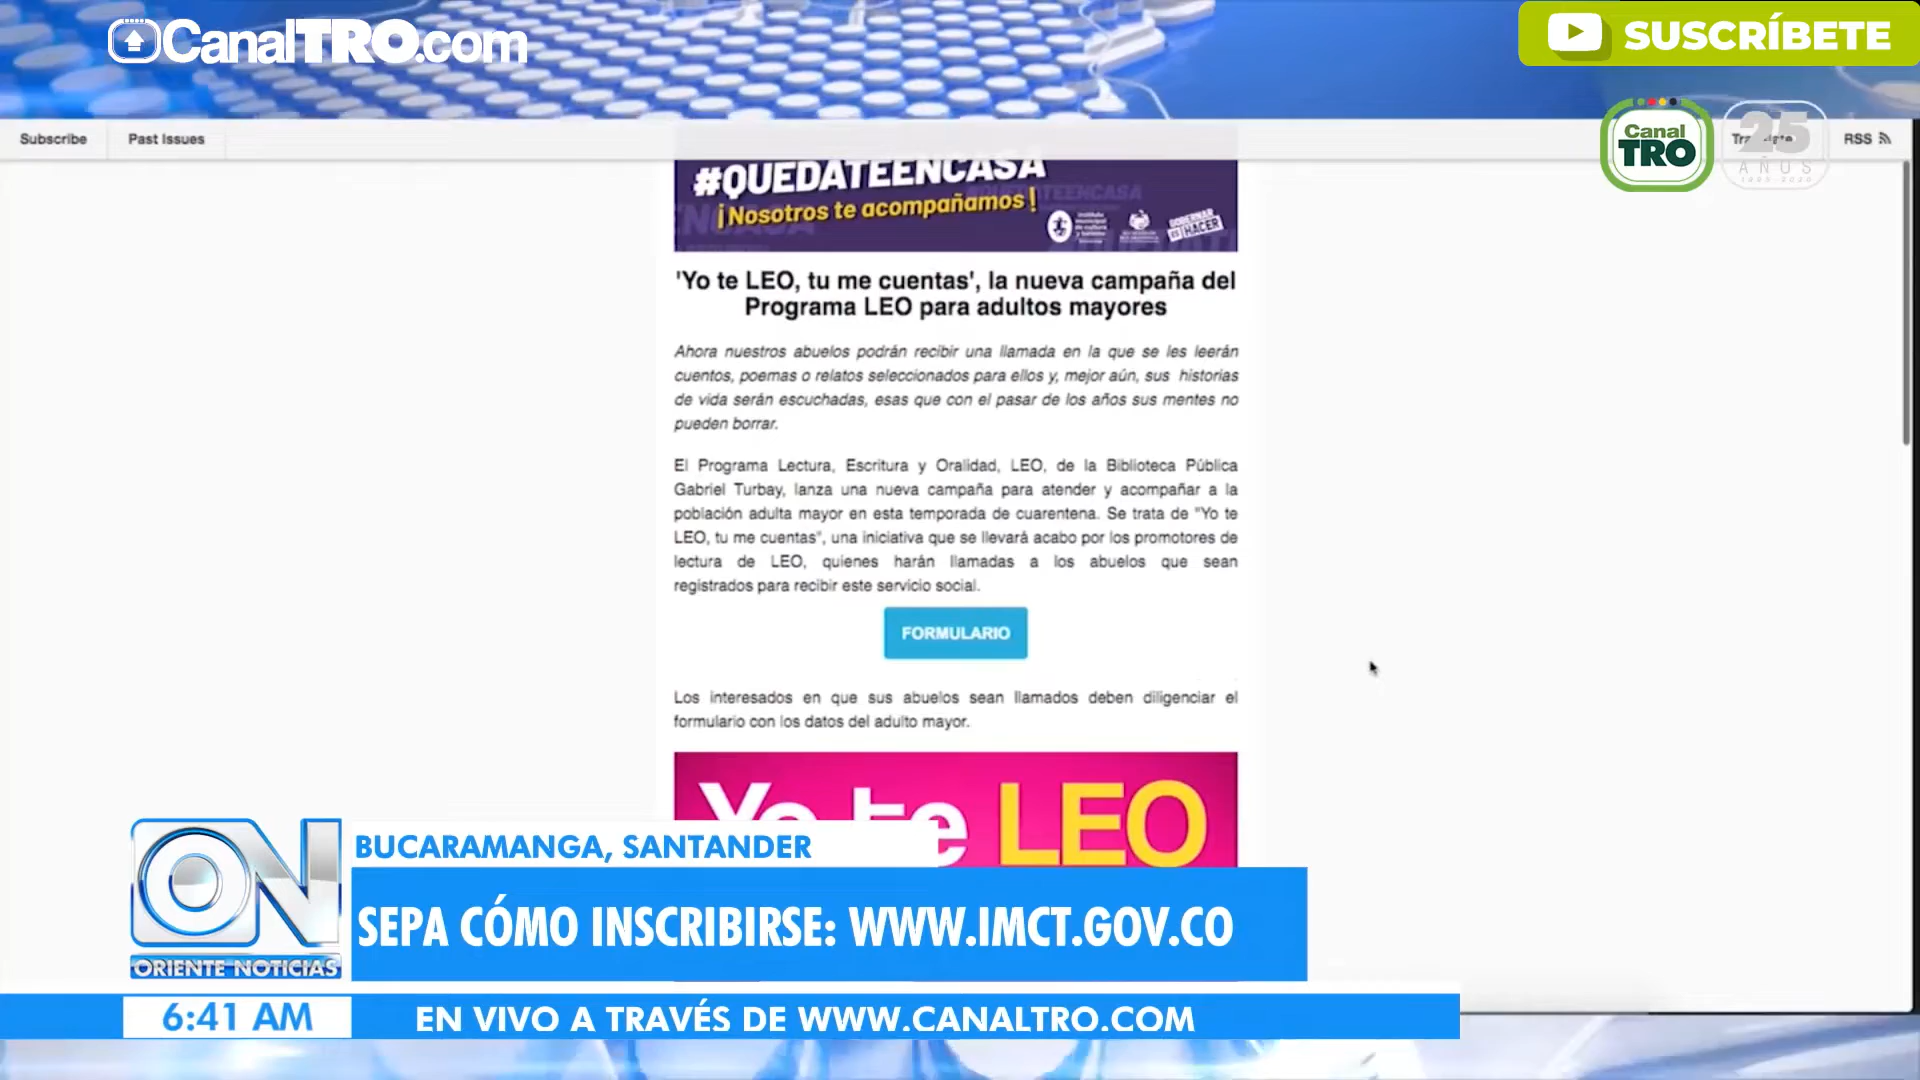 CanalTRO.com
SUSCRÍBETE
Subscribe
Past Issues
Canal
TRO
25
AÑOS
RSS
#QUEDATEENCASA
¡Nosotros te acompañamos!
GOBERNAR
ES HACER
'Yo te LEO, tu me cuentas', la nueva campaña del
Programa LEO para adultos mayores
Ahora nuestros abuelos podrán recibir una llamada en la que se les leerán
cuentos, poemas o relatos seleccionados para ellos y, mejor aún, sus historias
de vida serán escuchadas, esas que con el pasar de los años sus mentes no
pueden borrar.
El Programa Lectura, Escritura y Oralidad, LEO, de la Biblioteca Pública
Gabriel Turbay, lanza una nueva campaña para atender y acompañar a la
población adulta mayor en esta temporada de cuarentena. Se trata de "Yo te
LEO, tu me cuentas", una iniciativa que se llevará acabo por los promotores de
lectura de LEO, quienes harán llamadas a los abuelos que sean
registrados para recibir este servicio social.
FORMULARIO
Los interesados en que sus abuelos sean llamados deben diligenciar el
formulario con los datos del adulto mayor.
Yo te LEO
BUCARAMANGA, SANTANDER
SEPA CÓMO INSCRIBIRSE: WWW.IMCT.GOV.CO
ON
ORIENTE NOTICIAS
6:41 AM
EN VIVO A TRAVÉS DE WWW.CANALTRO.COM